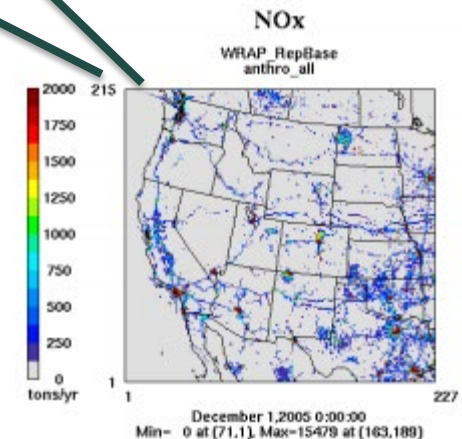 NOx
WRAP_RepBase
anthro_all
2000
1750
1500
1250
1000
750
500
250
0
tons/yr
215
1
1
227
December 1,2005 0:00:00
Min= 0 at (71,1), Max=15479 at (163,189)